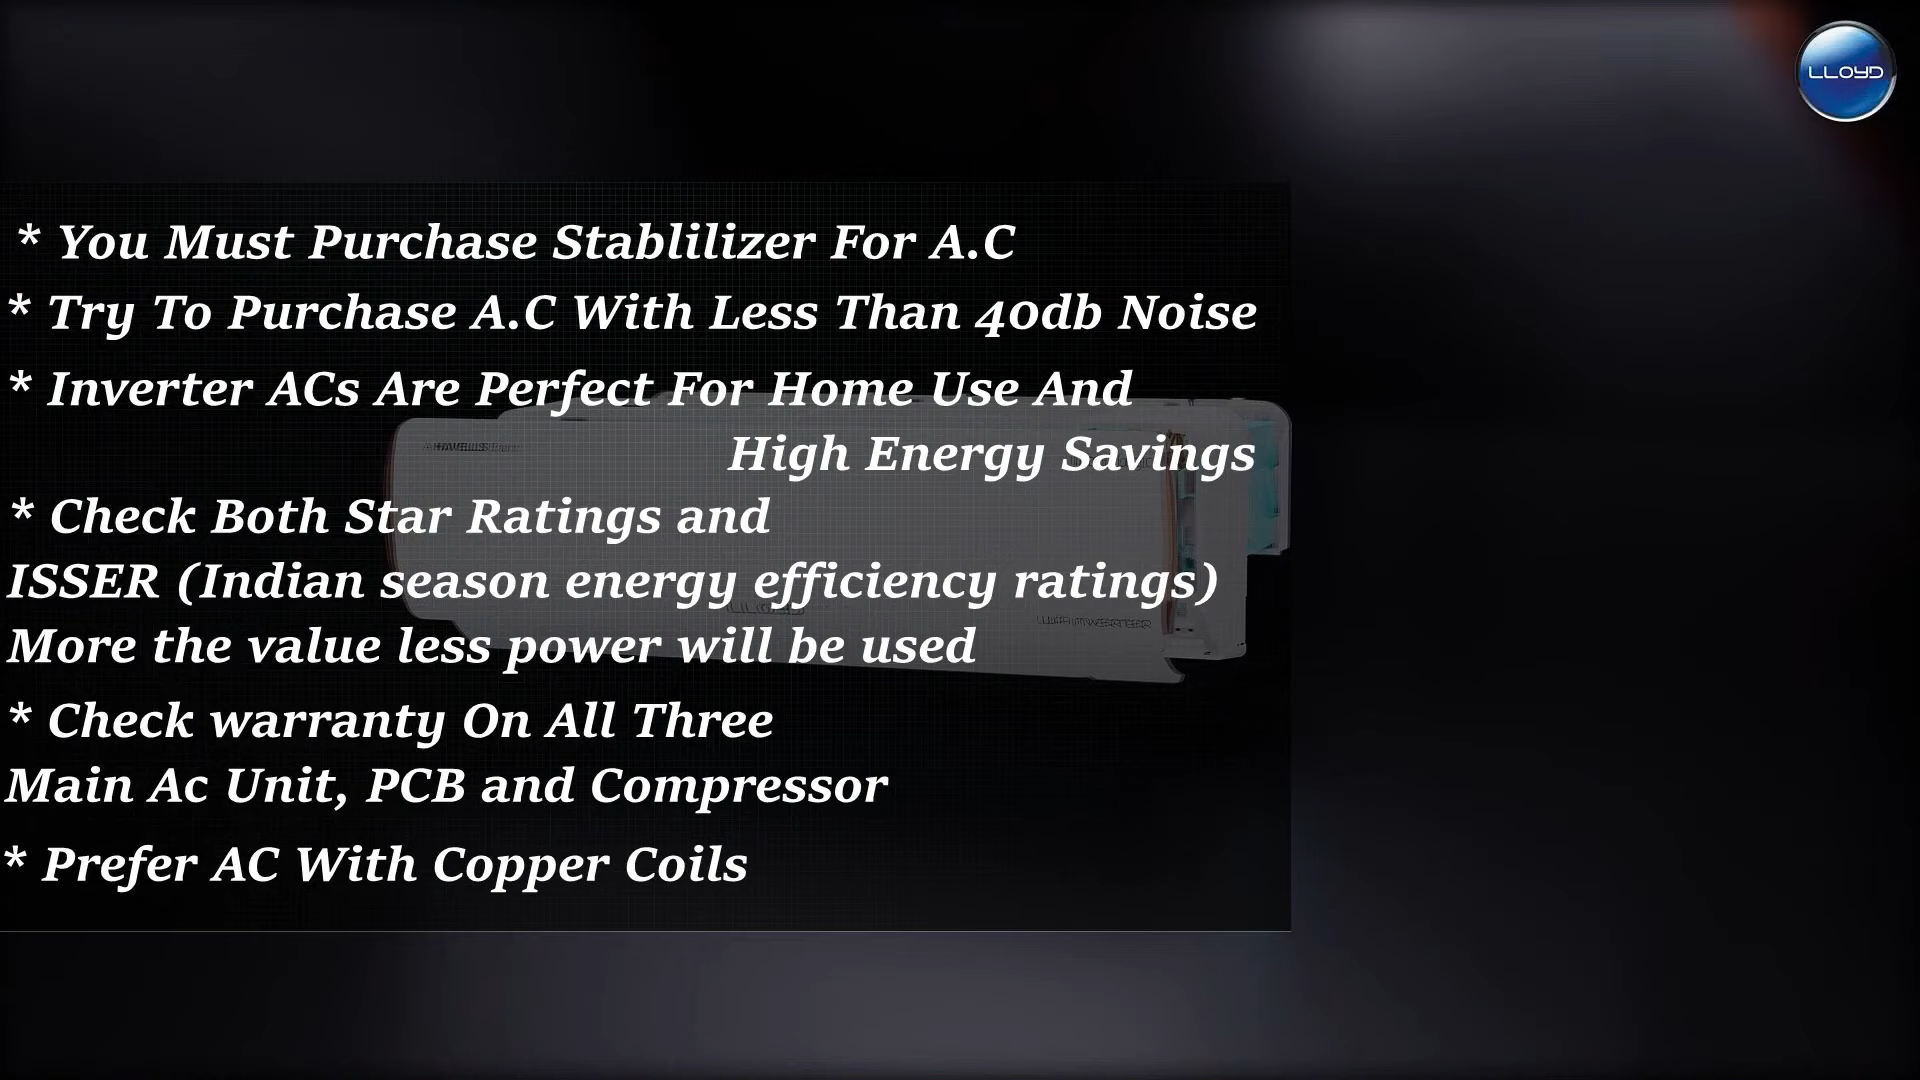 LLOYD
* You Must Purchase Stablilizer For A.C
* Try To Purchase A.C With Less Than 40db Noise
* Inverter ACs Are Perfect For Home Use And
High Energy Savings
* Check Both Star Ratings and
ISSER (Indian season energy efficiency ratings)
More the value less power will be used
* Check warranty On All Three
Main Ac Unit, PCB and Compressor
* Prefer AC With Copper Coils